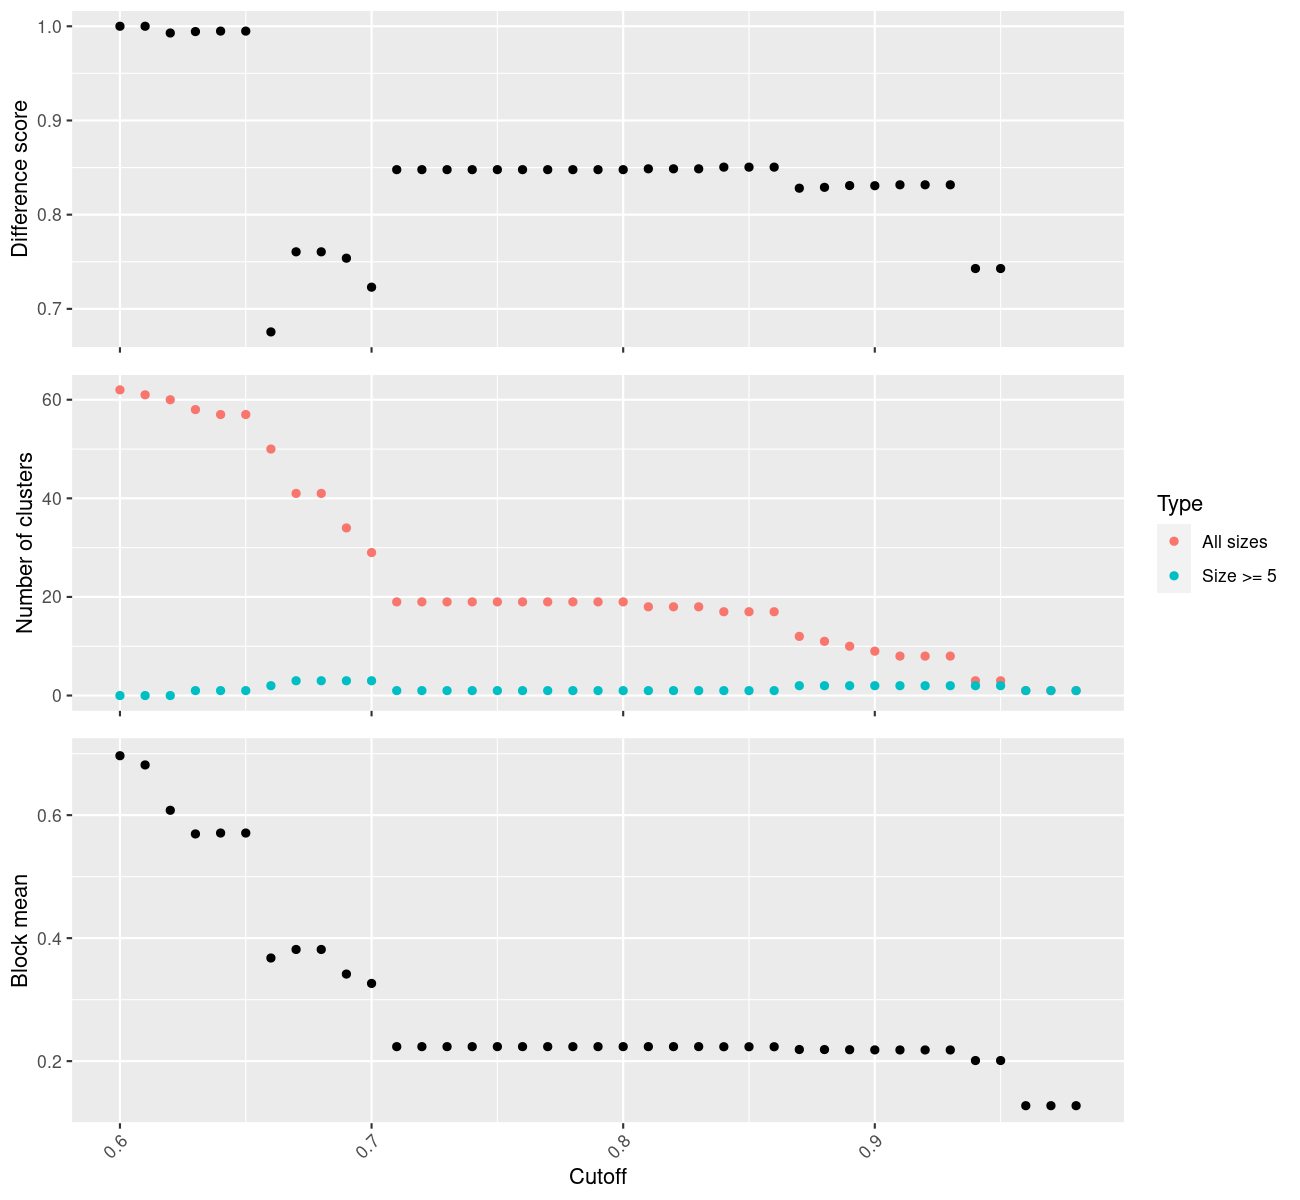 Difference score
1.0
0.9
0.8
0.7
Number of clusters
60
40
20
0
Type
All sizes
Size >= 5
Block mean
0.6
0.4
0.2
0.6
0.7
0.8
0.9
Cutoff